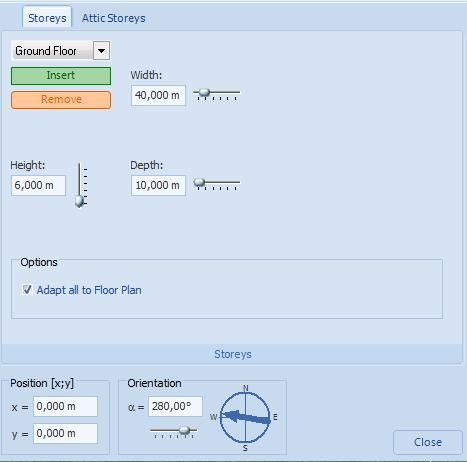 Storeys Attic Storeys
Ground Floor
Insert
Remove
Width:
40,000 m
Height:
6,000 m
Depth:
10,000 m
Options
Adapt all to Floor Plan
Storeys
Position [x;y]
x = 0,000 m
y = 0,000 m
Orientation
α = 280,00°
N
W E
S
Close